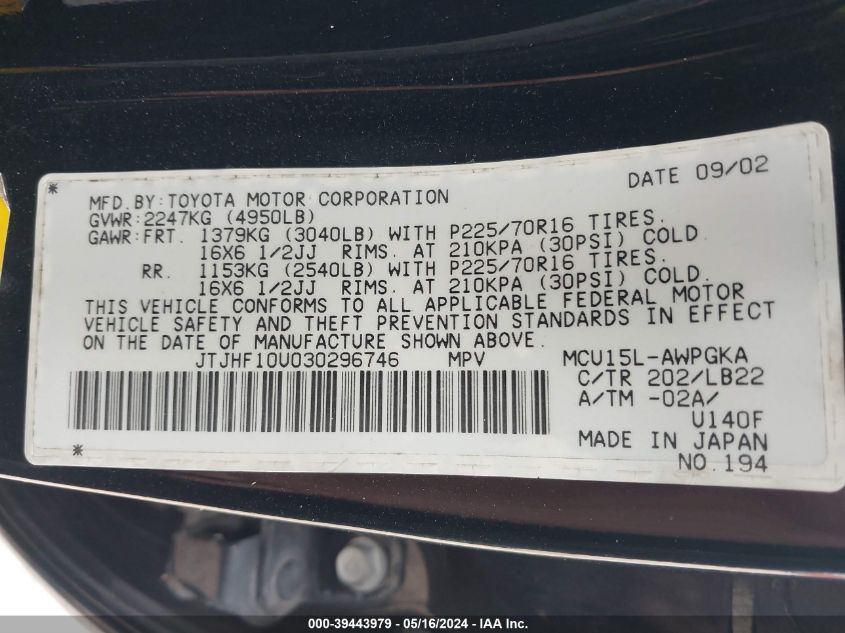 DATE 09/02
MFD.BY:TOYOTA MOTOR CORPORATION
GVWR:2247KG (4950LB)
GAWR:FRT. 1379KG (3040LB) WITH P225/70R16 TIRES.
16X6 1/2JJ RIMS. AT 210KPA (30PSI) COLD
RR. 1153KG (2540LB) WITH P225/70R16 TIRES.
16X6 1/2JJ RIMS. AT 210KPA (30PSI) COLD.
THIS VEHICLE CONFORMS TO ALL APPLICABLE FEDERAL MOTOR
VEHICLE SAFETY AND THEFT PREVENTION STANDARDS IN EFFECT
ON THE DATE OF MANUFACTURE SHOWN ABOVE.
JTJHF10U030296746 MPV MCU15L-AWPGKA
C/TR 202/LB22
A/TM -02A/
U140F
MADE IN JAPAN
NO.194
000-39443979 - 05/16/2024 - IAA Inc.